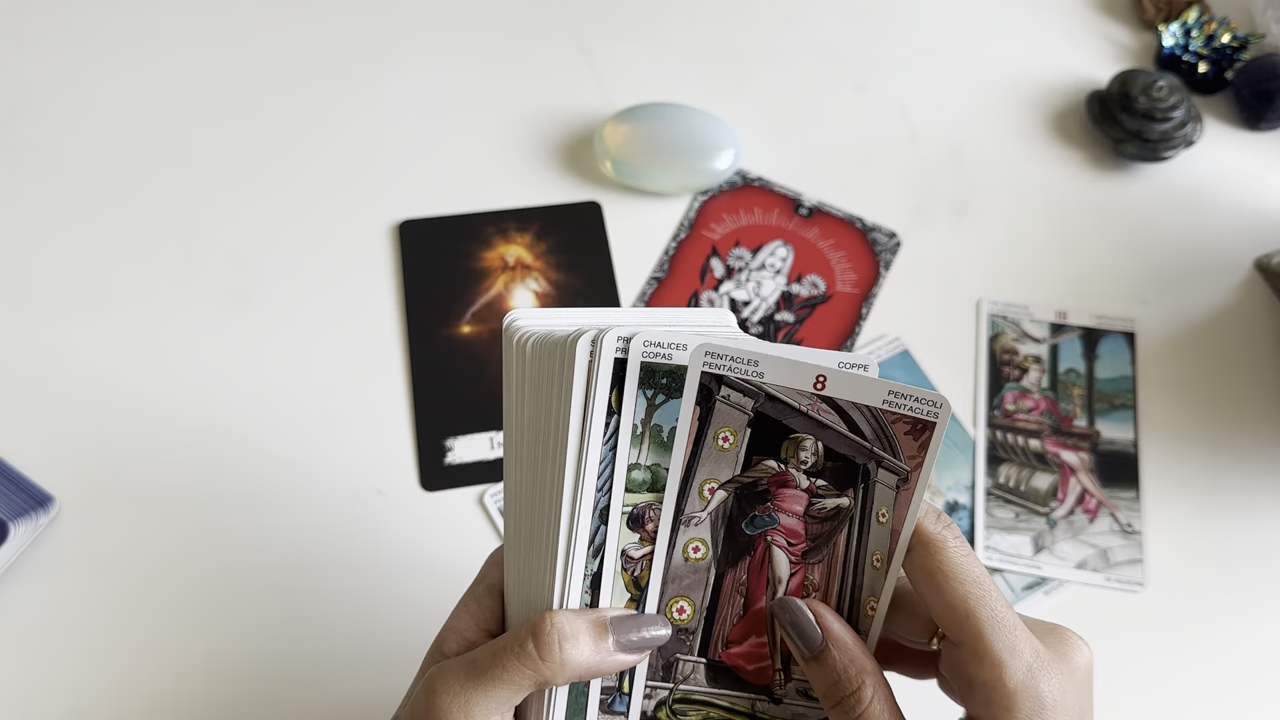 CHALICES
COPAS
COPPE
PENTACLES
PENTÁCULOS
8
PENTACOLI
PENTACLES